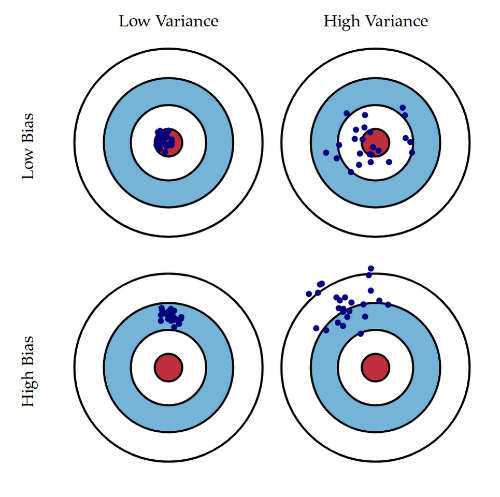 Low Variance
High Variance
Low Bias
High Bias